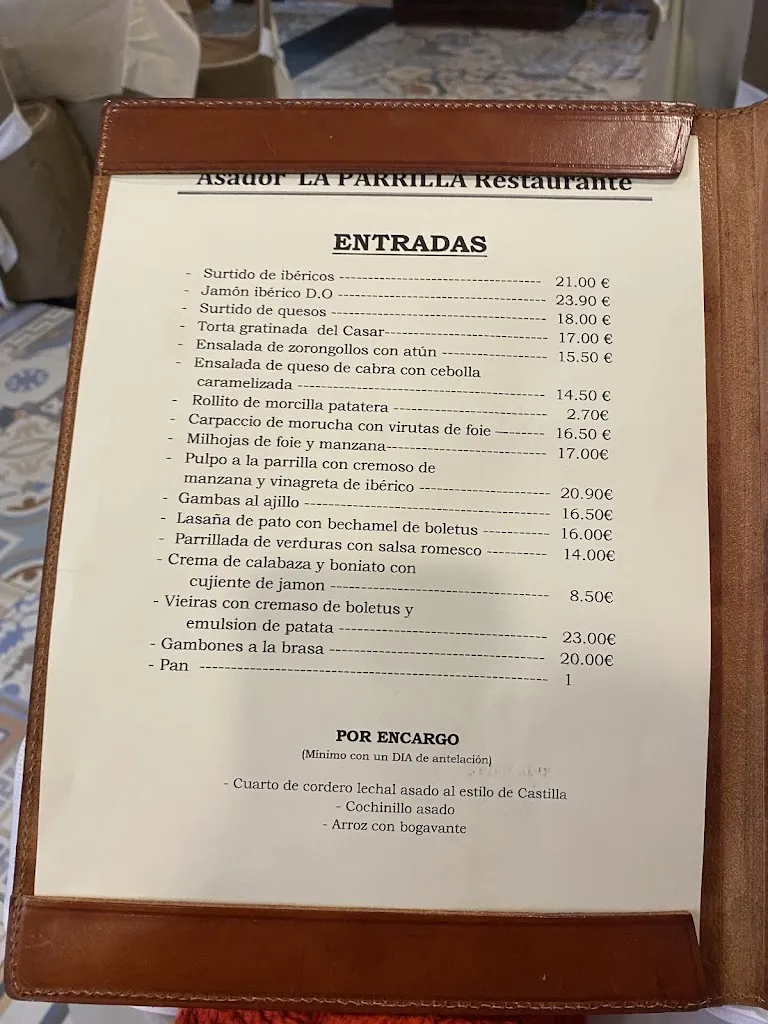 Asador LA PARRILLA Restaurante
ENTRADAS
- Surtido de ibéricos ---------------------------------- 21.00 €
- Jamón ibérico D.O ------------------------------------ 23.90 €
- Surtido de quesos ------------------------------------- 18.00 €
- Torta gratinada del Casar---------------------------- 17.00 €
- Ensalada de zorongollos con atún ------------------ 15.50 €
- Ensalada de queso de cabra con cebolla
caramelizada ------------------------------------------ 14.50 €
- Rollito de morcilla patatera -------------------------- 2.70€
- Carpaccio de morucha con virutas de foie --------- 16.50 €
- Milhojas de foie y manzana--------------------------- 17.00€
- Pulpo a la parrilla con cremoso de
manzana y vinagreta de ibérico ---------------------- 20.90€
- Gambas al ajillo ------------------------------------------ 16.50€
- Lasaña de pato con bechamel de boletus ----------- 16.00€
- Parrillada de verduras con salsa romesco ---------- 14.00€
- Crema de calabaza y boniato con
cujiente de jamon ------------------------------------- 8.50€
- Vieiras con cremaso de boletus y
emulsion de patata ------------------------------------ 23.00€
- Gambones a la brasa ------------------------------------- 20.00€
- Pan ---------------------------------------------------------- 1
POR ENCARGO
(Minimo con un DIA de antelación)
- Cuarto de cordero lechal asado al estilo de Castilla
- Cochinillo asado
- Arroz con bogavante